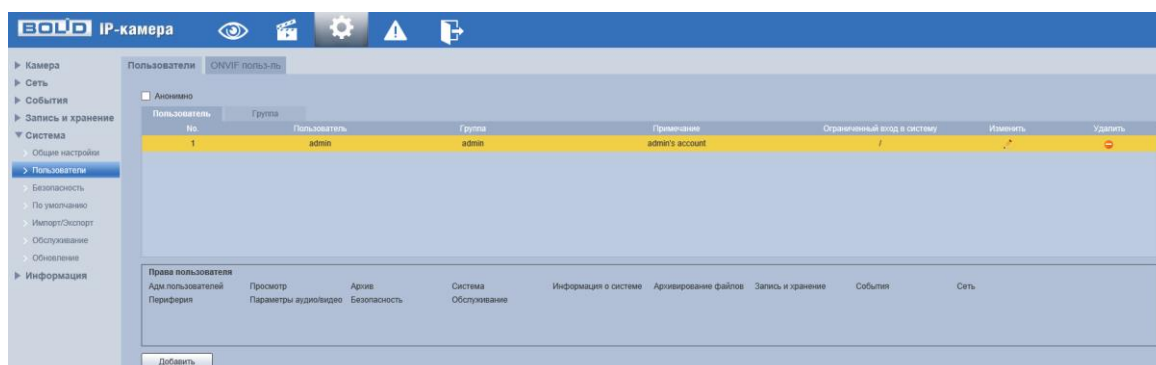 BOLID IP-камера
Камера
Сеть
События
Запись и хранение
Система
Общие настройки
Пользователи
Безопасность
По умолчанию
Импорт/Экспорт
Обслуживание
Обновление
Информация
Пользователи ONVIF польз-ль
Анонимно
Пользователь Группа
No. Пользователь Группа Примечание Ограниченный вход в систему Изменить Удалить
1 admin admin admin's account /
Права пользователя
Адм.пользователей Просмотр Архив Система Информация о системе Архивирование файлов Запись и хранение События Сеть
Периферия Параметры аудио/видео Безопасность Обслуживание
Добавить